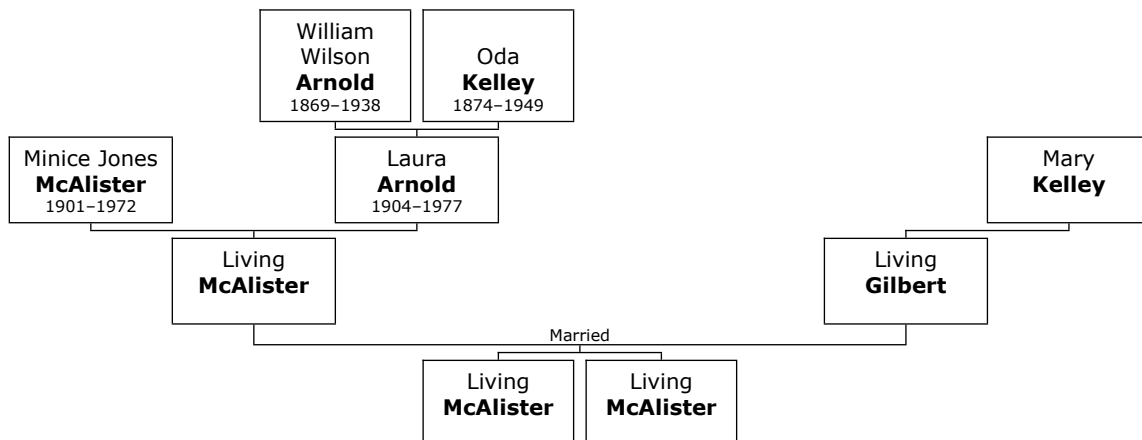 William
Wilson
Arnold
1869–1938
Oda
Kelley
1874–1949
Minice Jones
McAlister
1901–1972
Laura
Arnold
1904–1977
Mary
Kelley
Living
McAlister
Living
Gilbert
Married
Living
McAlister
Living
McAlister